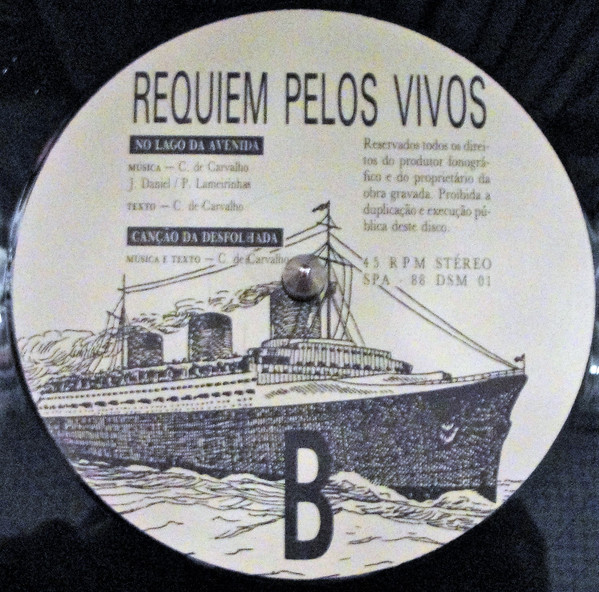 REQUIEM PELOS VIVOS
NO LAGO DA AVENIDA
MÚSICA — C. de Carvalho
J. Daniel / P. Lameirinhas
TEXTO — C. de Carvalho
CANÇÃO DA DESFOLHADA
MÚSICA E TEXTO — C. de Carvalho
Reservados todos os direi-
tos do produtor fonográ-
fico e do proprietário da
obra gravada. Proibida a
duplicação e execução pú-
blica deste disco.
45 RPM STÉREO
SPA - 88 DSM 01
B